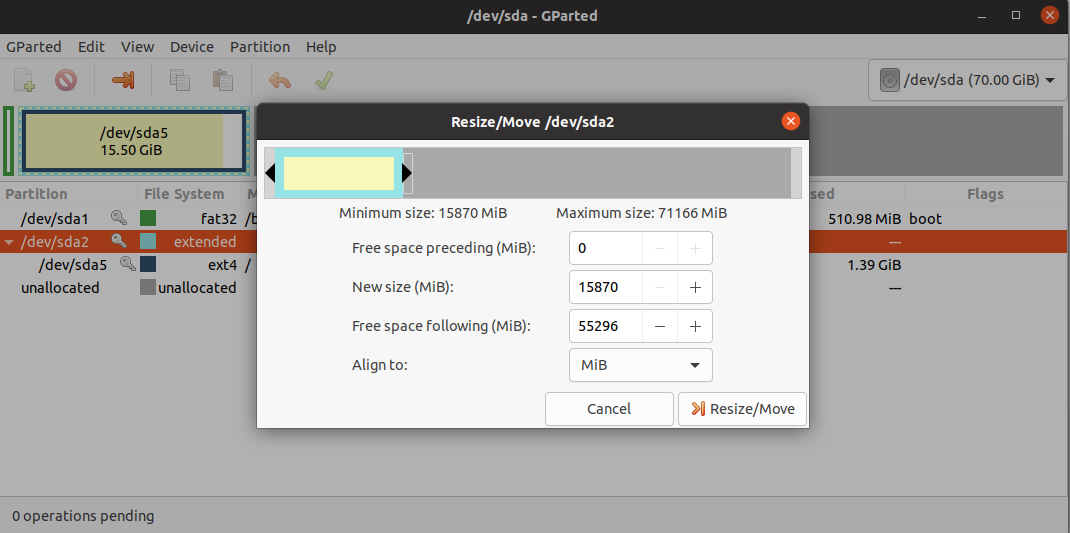 /dev/sda - GParted
GParted Edit View Device Partition Help
/dev/sda (70.00 GiB)
/dev/sda5
15.50 GiB
Resize/Move /dev/sda2
Minimum size: 15870 MiB Maximum size: 71166 MiB
Free space preceding (MiB): 0
New size (MiB): 15870
Free space following (MiB): 55296
Align to: MiB
Cancel Resize/Move
Partition File System Flags
/dev/sda1 fat32 510.98 MiB boot
/dev/sda2 extended ---
/dev/sda5 ext4 / 1.39 GiB
unallocated unallocated ---
0 operations pending